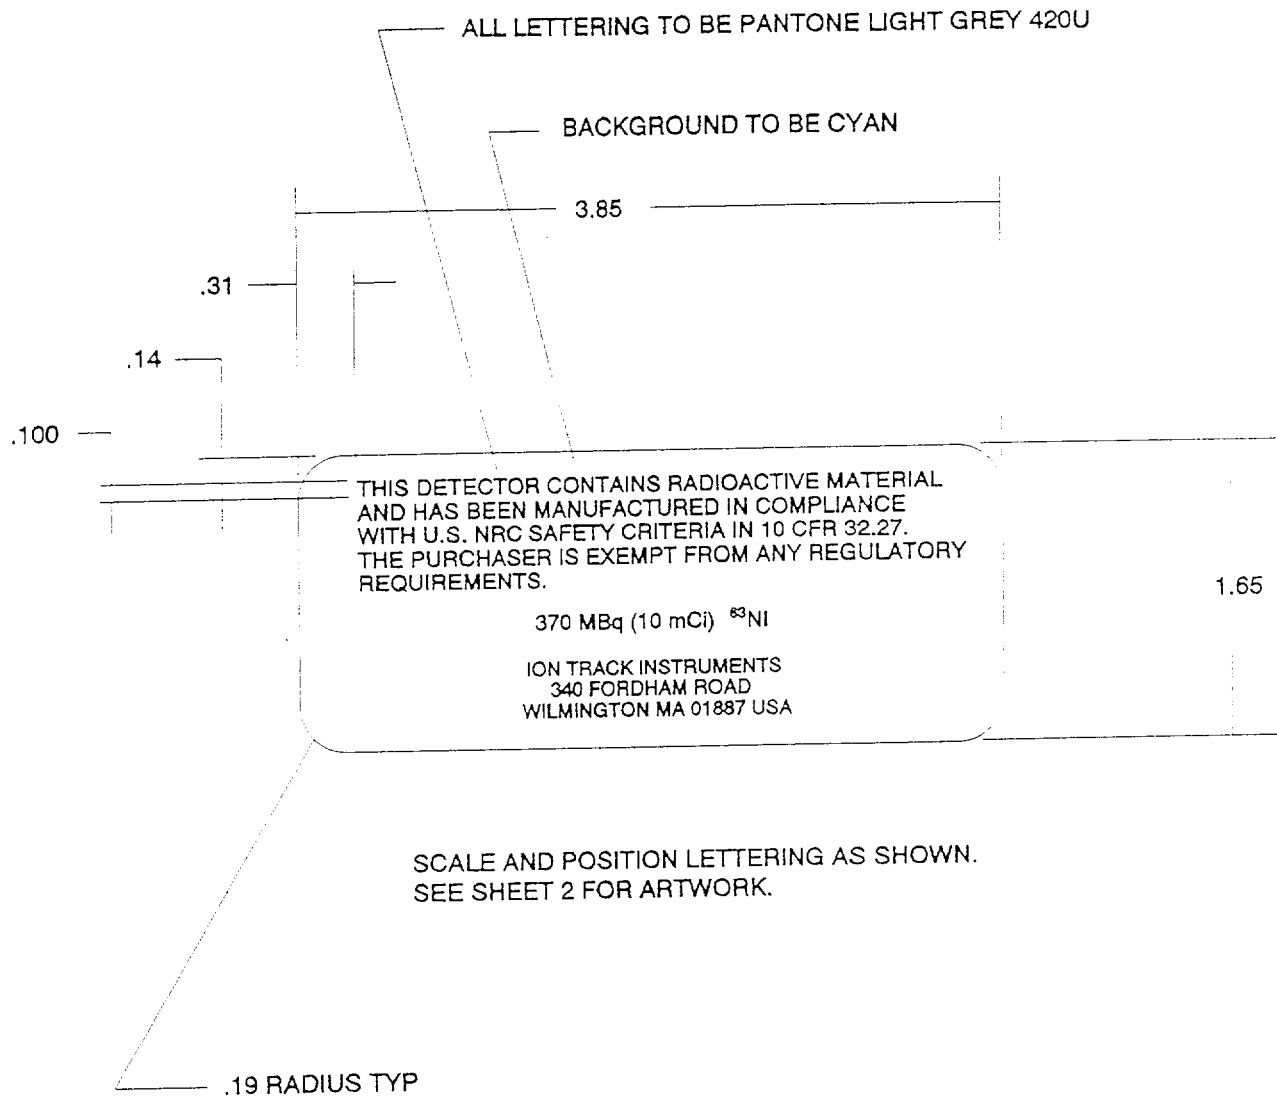 ALL LETTERING TO BE PANTONE LIGHT GREY 420U
BACKGROUND TO BE CYAN
3.85
.31
.14
.100
THIS DETECTOR CONTAINS RADIOACTIVE MATERIAL
AND HAS BEEN MANUFACTURED IN COMPLIANCE
WITH U.S. NRC SAFETY CRITERIA IN 10 CFR 32.27.
THE PURCHASER IS EXEMPT FROM ANY REGULATORY
REQUIREMENTS.
1.65
370 MBq (10 mCi) ⁶³NI
ION TRACK INSTRUMENTS
340 FORDHAM ROAD
WILMINGTON MA 01887 USA
SCALE AND POSITION LETTERING AS SHOWN.
SEE SHEET 2 FOR ARTWORK.
.19 RADIUS TYP